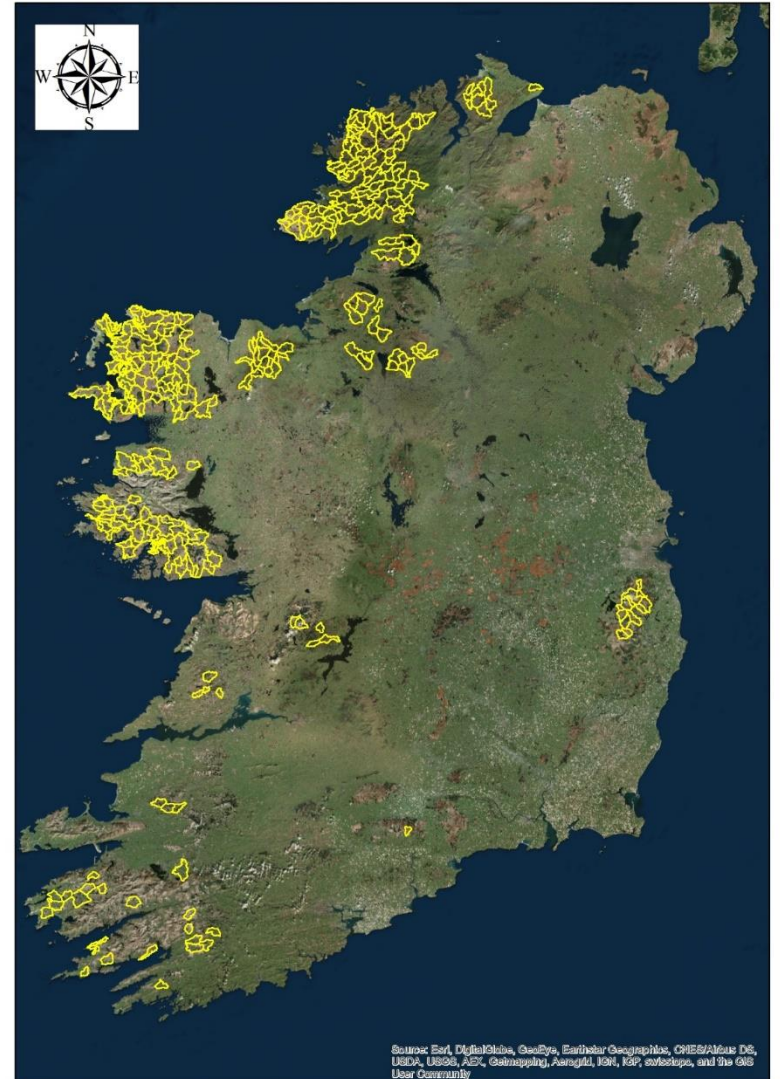 N
W E
S
Source: Esri, DigitalGlobe, GeoEye, Earthstar Geographics, CNES/Airbus DS,
USDA, USGS, AEX, Getmapping, Aerogrid, IGN, IGP, swisstopo, and the GIS
User Community